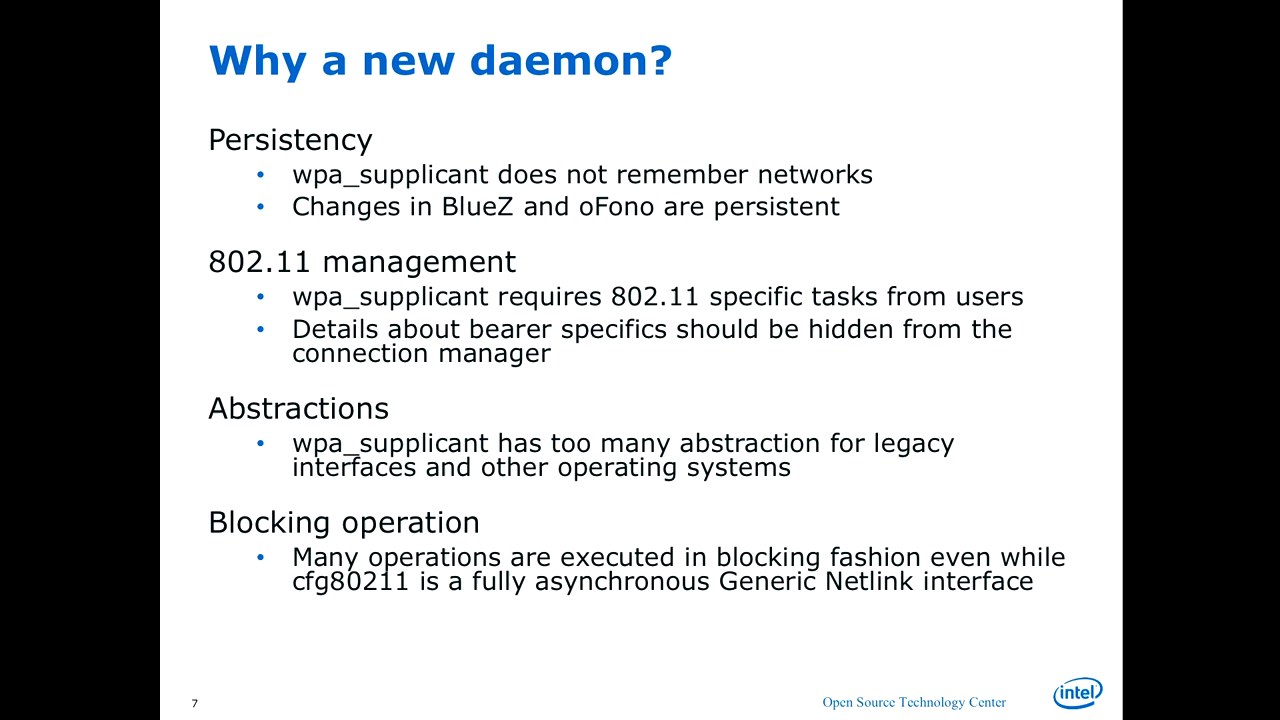 Why a new daemon?
Persistency
• wpa_supplicant does not remember networks
• Changes in BlueZ and oFono are persistent
802.11 management
• wpa_supplicant requires 802.11 specific tasks from users
• Details about bearer specifics should be hidden from the
connection manager
Abstractions
• wpa_supplicant has too many abstraction for legacy
interfaces and other operating systems
Blocking operation
• Many operations are executed in blocking fashion even while
cfg80211 is a fully asynchronous Generic Netlink interface
7
Open Source Technology Center
intel